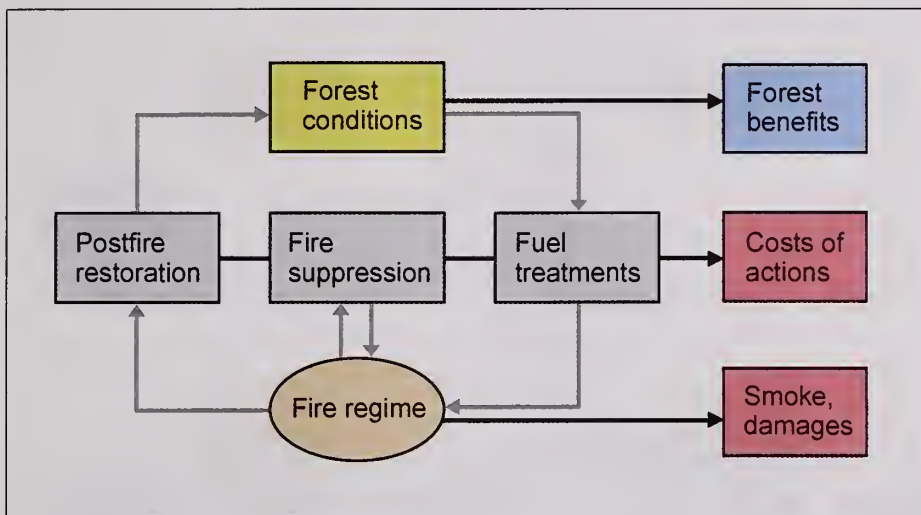 Forest
conditions
Forest
benefits
Postfire
restoration
Fire
suppression
Fuel
treatments
Costs of
actions
Fire regime
Smoke,
damages